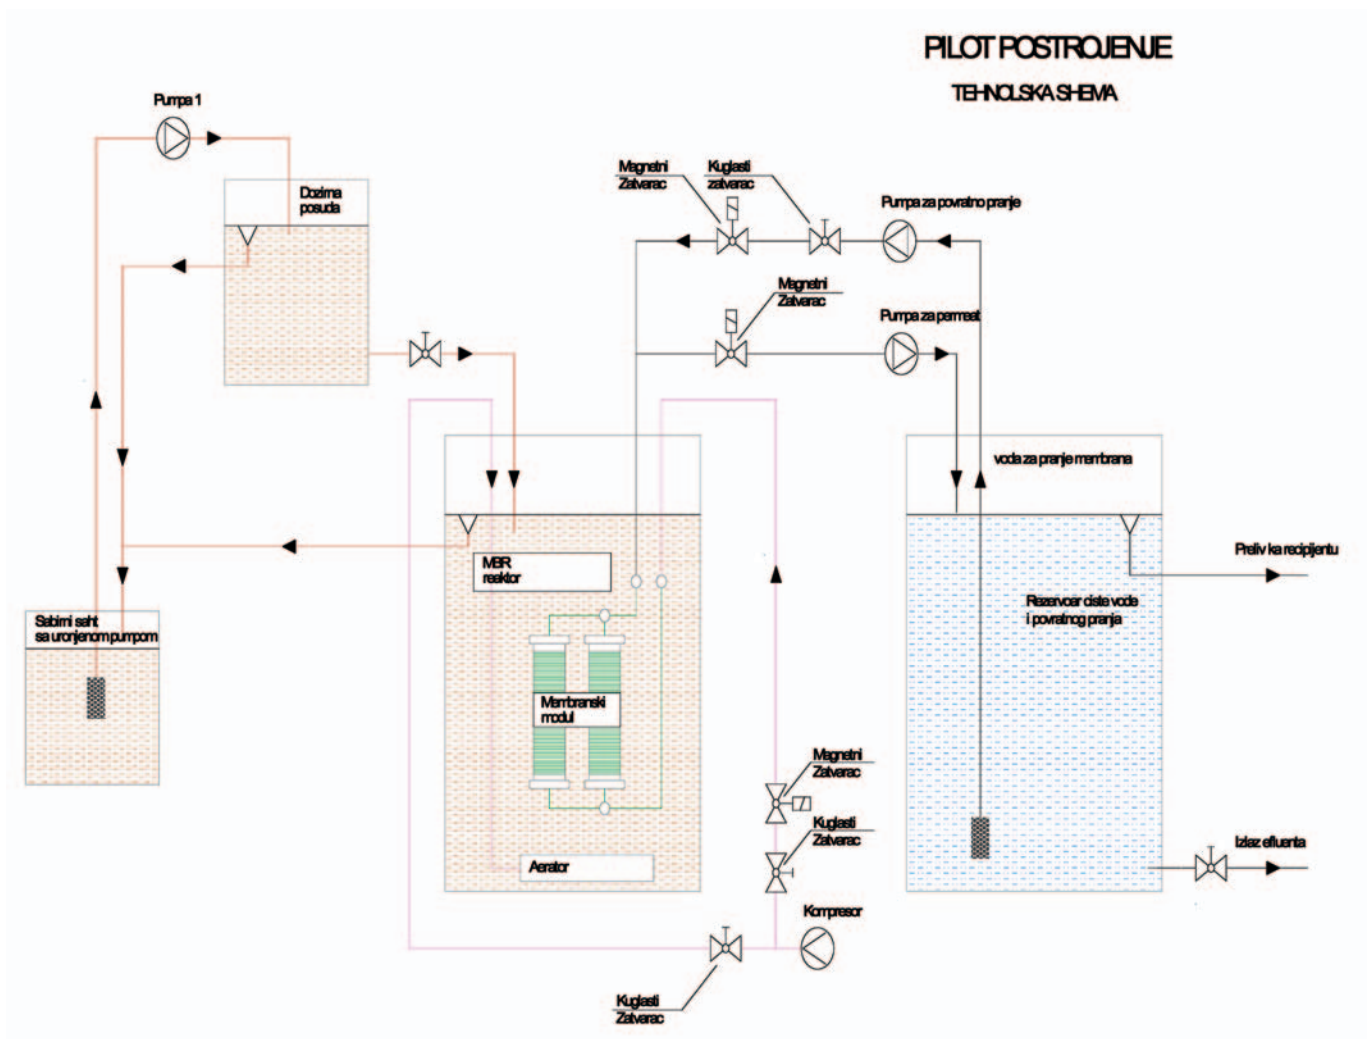 PILOT POSTROJENJE
TEHNOLSKA SHEMA
Pumpa 1
Dozirna
posuda
Magnetni
Zatvarac
Kuglasti
zatvarac
Pumpa za povratno pranje
Magnetni
Zatvarac
Pumpa za permeat
voda za pranje membrana
MBR
reaktor
Preliv ka recipijentu
Rezervoar ciste vode
I povratnog pranja
Sabirni saht
sa uronjenom pumpom
Membranski
modul
Magnetni
Zatvarac
Kuglasti
Zatvarac
Izlaz efluenta
Aerator
Kompresor
Kuglasti
Zatvarac